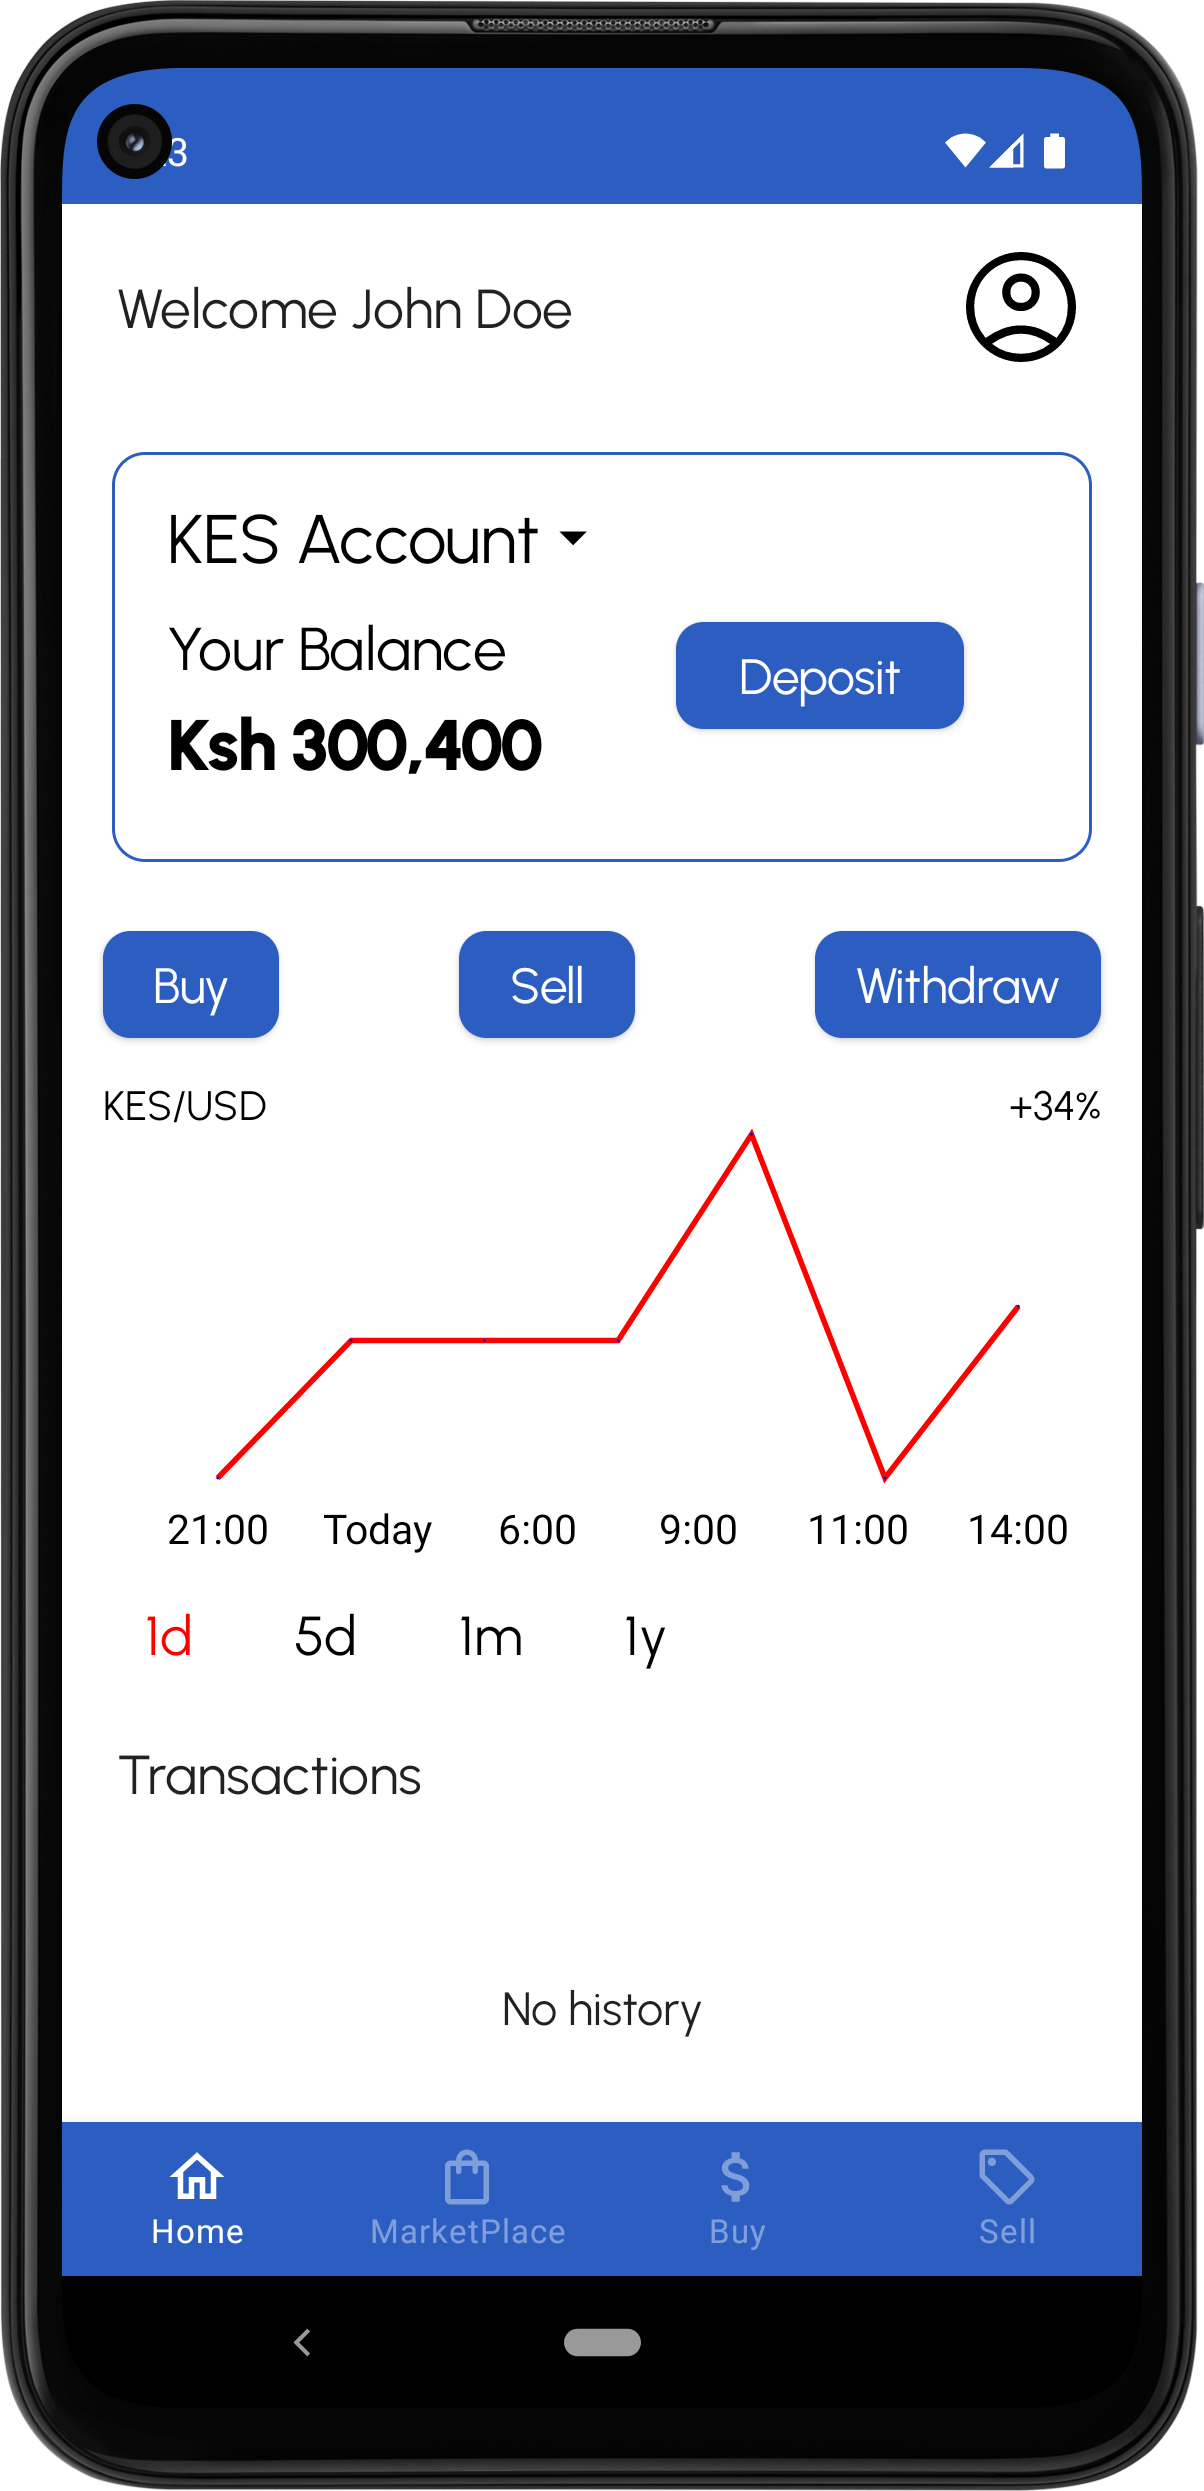 Welcome John Doe
KES Account
Your Balance
Deposit
Ksh 300,400
Buy
Sell
Withdraw
KES/USD
+34%
21:00 Today 6:00 9:00 11:00 14:00
1d 5d 1m 1y
Transactions
No history
Home MarketPlace Buy Sell